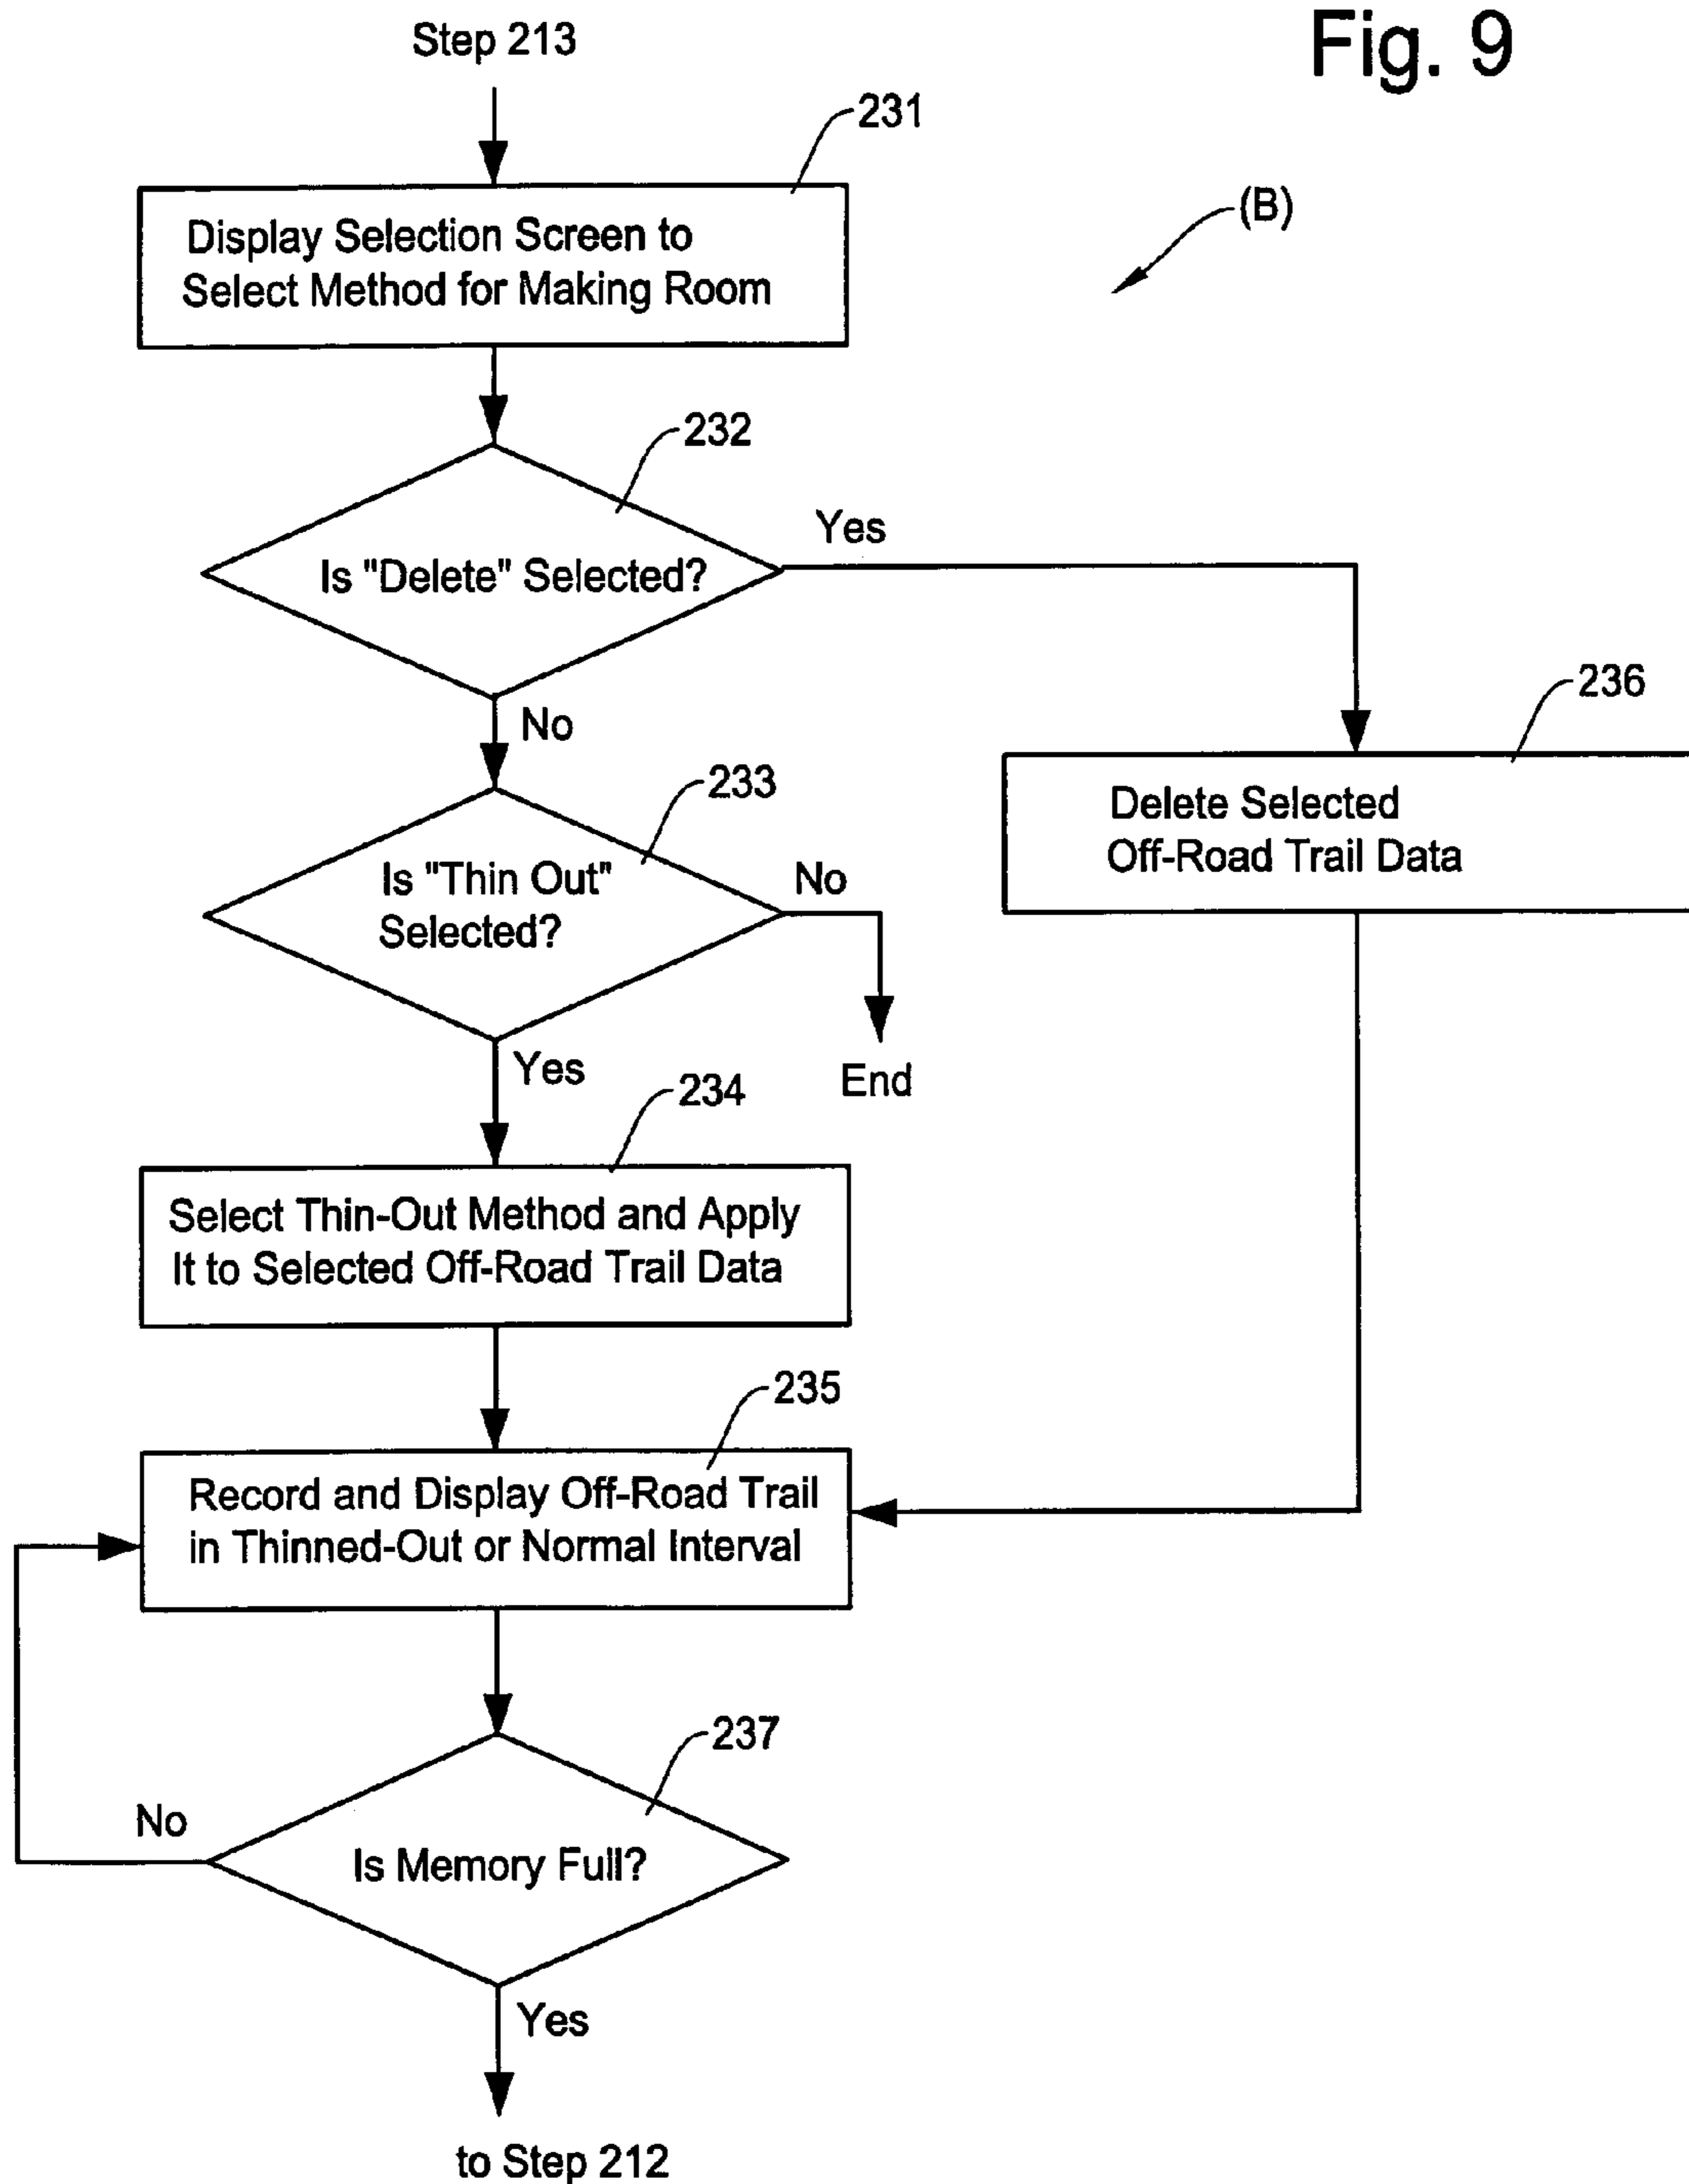 Fig. 9
Step 213
231
(B)
Display Selection Screen to
Select Method for Making Room
232
Yes
Is "Delete" Selected?
No
236
233
Delete Selected
Off-Road Trail Data
Is "Thin Out"
Selected?
No
Yes
End
234
Select Thin-Out Method and Apply
It to Selected Off-Road Trail Data
235
Record and Display Off-Road Trail
in Thinned-Out or Normal Interval
237
No
Is Memory Full?
Yes
to Step 212